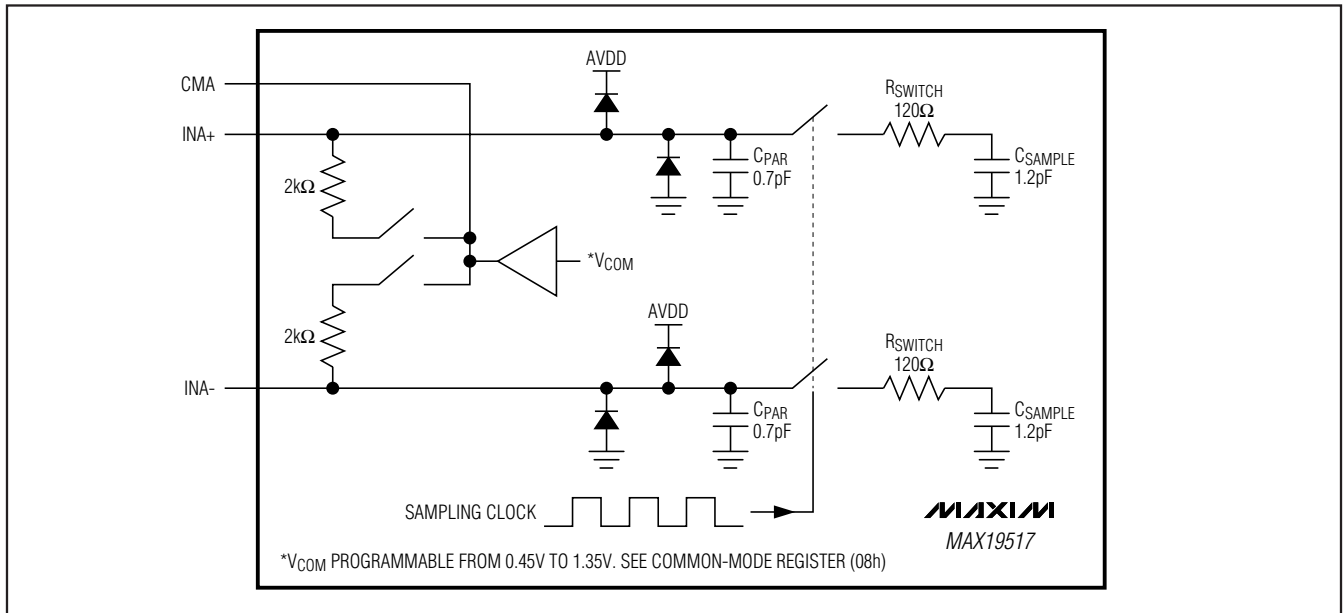 AVDD
CMA
RSWITCH
120Ω
INA+
CPAR
0.7pF
CSAMPLE
1.2pF
2kΩ
*VCOM
AVDD
2kΩ
RSWITCH
120Ω
INA-
CPAR
0.7pF
CSAMPLE
1.2pF
SAMPLING CLOCK
MAXIM
MAX19517
*VCOM PROGRAMMABLE FROM 0.45V TO 1.35V. SEE COMMON-MODE REGISTER (08h)